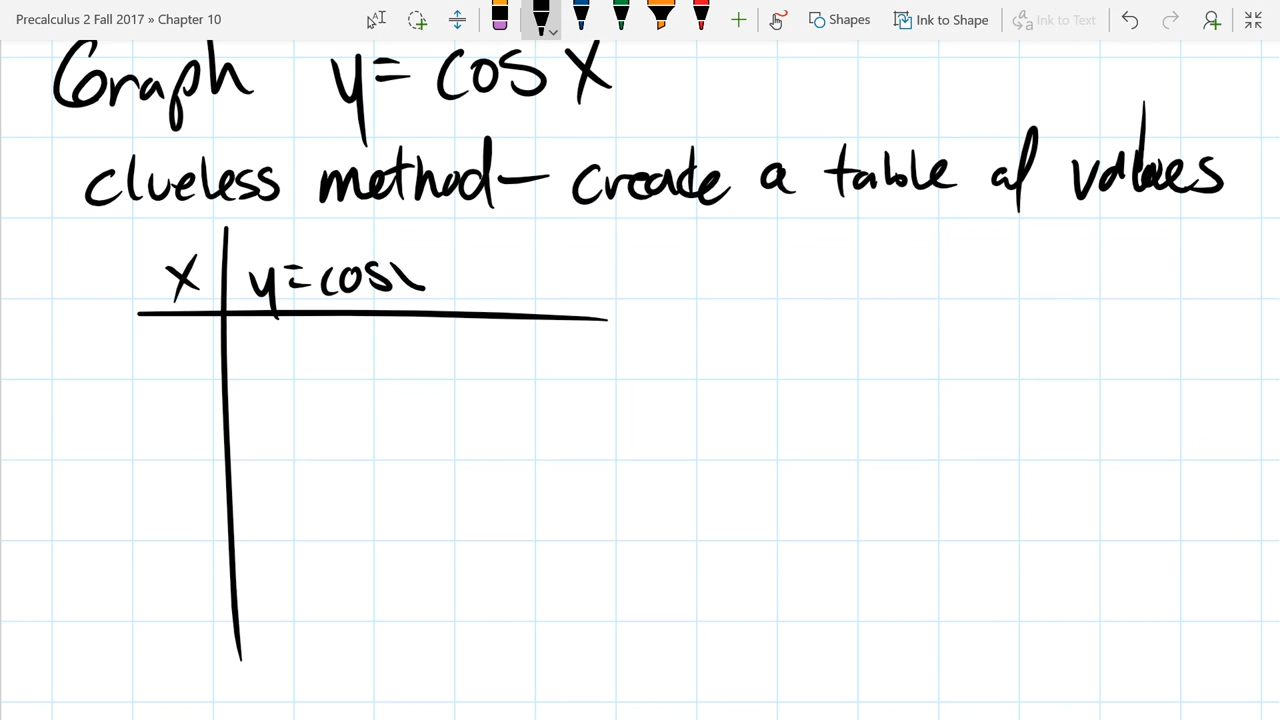 Precalculus 2 Fall 2017 » Chapter 10
Shapes
Ink to Shape
Ink to Text
Graph y = cos x
clueless method – create a table of values
x y = cos x